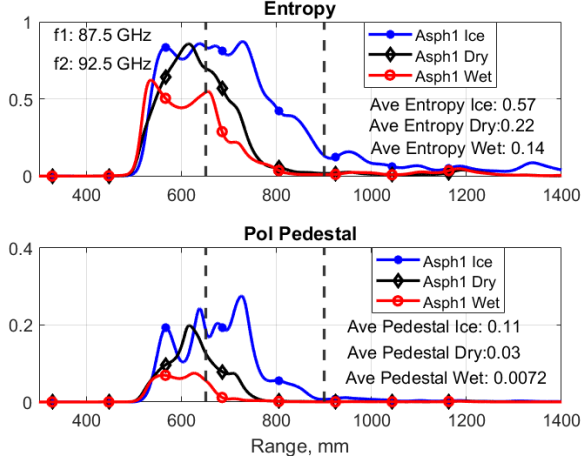 Entropy
1
0.5
0
f1: 87.5 GHz
f2: 92.5 GHz
Asph1 Ice
Asph1 Dry
Asph1 Wet
Ave Entropy Ice: 0.57
Ave Entropy Dry:0.22
Ave Entropy Wet: 0.14
400 600 800 1000 1200 1400
Pol Pedestal
0.4
0.2
0
Asph1 Ice
Asph1 Dry
Asph1 Wet
Ave Pedestal Ice: 0.11
Ave Pedestal Dry:0.03
Ave Pedestal Wet: 0.0072
400 600 800 1000 1200 1400
Range, mm